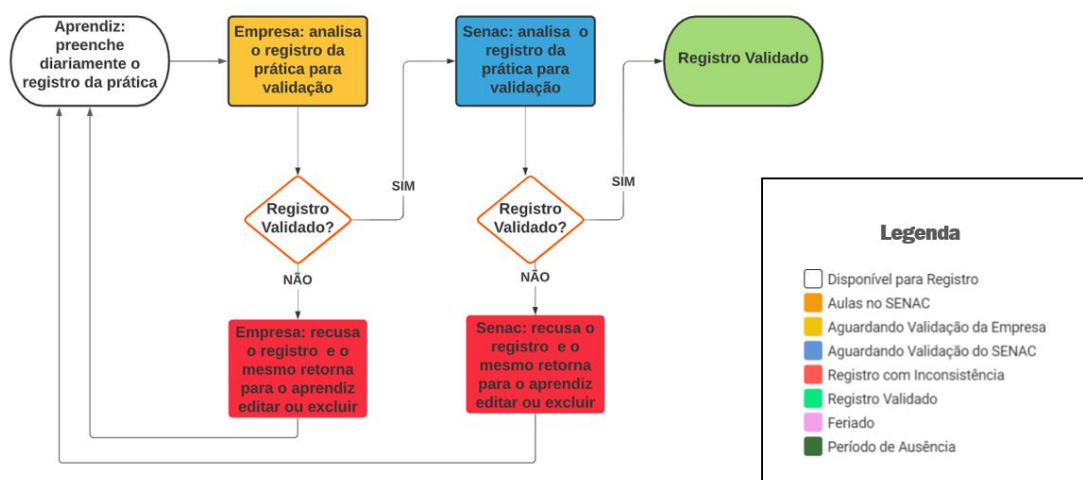 Aprendiz:
preenche
diariamente o
registro da prática
Empresa: analisa
o registro da
prática para
validação
Senac: analisa o
registro da
prática para
validação
Registro Validado
SIM
SIM
Registro
Validado?
Registro
Validado?
NÃO
NÃO
Empresa: recusa
o registro e o
mesmo retorna
para o aprendiz
editar ou excluir
Senac: recusa o
registro e o
mesmo retorna
para o aprendiz
editar ou excluir
Legenda
Disponível para Registro
Aulas no SENAC
Aguardando Validação da Empresa
Aguardando Validação do SENAC
Registro com Inconsistência
Registro Validado
Feriado
Período de Ausência